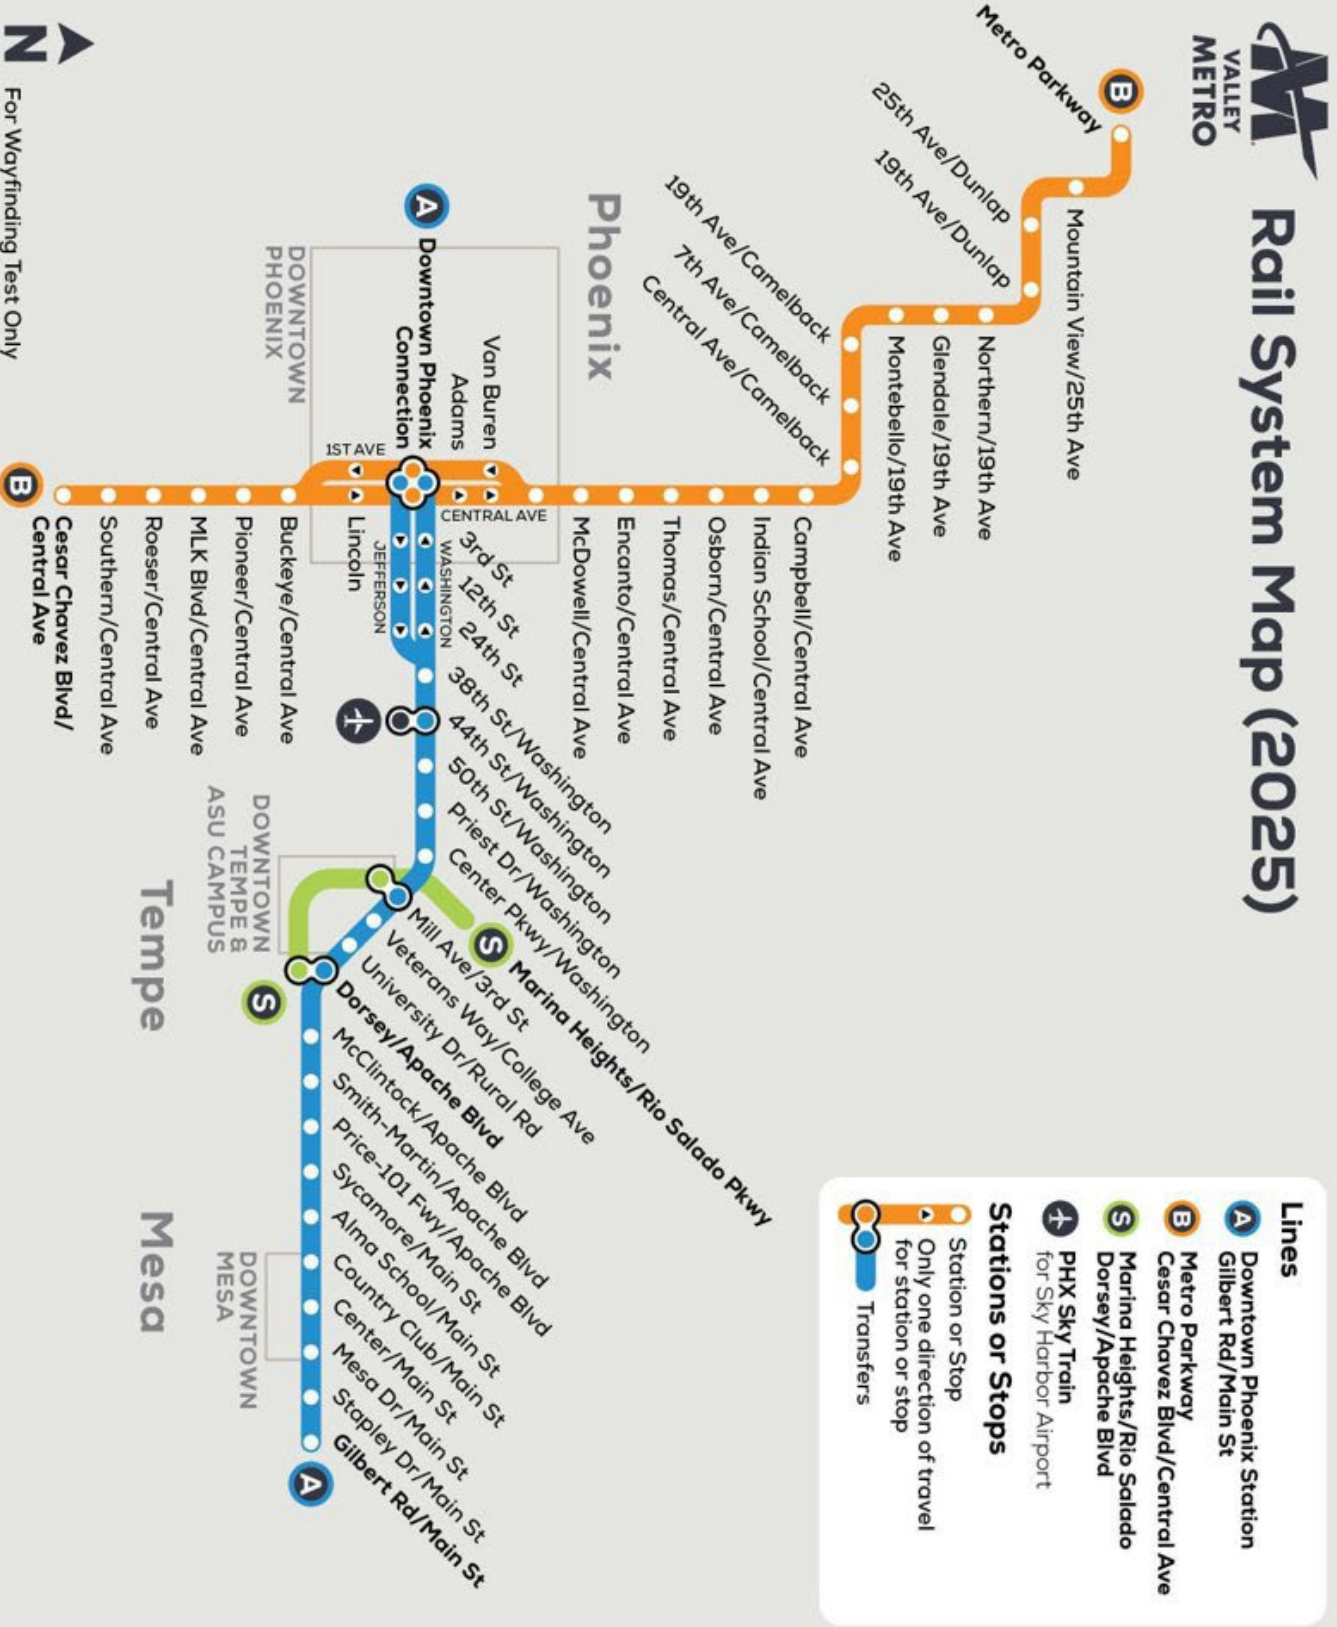 VALLEY
METRO
Rail System Map (2025)
B
Metro Parkway
Mountain View/25th Ave
25th Ave/Dunlap
19th Ave/Dunlap
Northern/19th Ave
Glendale/19th Ave
Montebello/19th Ave
19th Ave/Camelback
7th Ave/Camelback
Central Ave/Camelback
Campbell/Central Ave
Indian School/Central Ave
Osborn/Central Ave
Thomas/Central Ave
Encanto/Central Ave
McDowell/Central Ave
Phoenix
Van Buren
Adams
A
Downtown Phoenix
Connection
DOWNTOWN
PHOENIX
1ST AVE
CENTRAL AVE
WASHINGTON
JEFFERSON
Lincoln
Buckeye/Central Ave
Pioneer/Central Ave
MLK Blvd/Central Ave
Roeser/Central Ave
Southern/Central Ave
Cesar Chavez Blvd/
Central Ave
B
3rd St
12th St
24th St
38th St/Washington
44th St/Washington
50th St/Washington
Priest Dr/Washington
Center Pkwy/Washington
S
Marina Heights/Rio Salado Pkwy
Mill Ave/3rd St
Veterans Way/College Ave
University Dr/Rural Rd
Dorsey/Apache Blvd
S
DOWNTOWN
TEMPE &
ASU CAMPUS
Tempe
McClintock/Apache Blvd
Smith-Martin/Apache Blvd
Price-101 Fwy/Apache Blvd
Sycamore/Main St
Alma School/Main St
Country Club/Main St
Center/Main St
Mesa Dr/Main St
Stapley Dr/Main St
Gilbert Rd/Main St
A
DOWNTOWN
MESA
Mesa
Lines
A
Downtown Phoenix Station
Gilbert Rd/Main St
B
Metro Parkway
Cesar Chavez Blvd/Central Ave
S
Marina Heights/Rio Salado
Dorsey/Apache Blvd
PHX Sky Train
for Sky Harbor Airport
Stations or Stops
Station or Stop
Only one direction of travel
for station or stop
Transfers
N
For Wayfinding Test Only